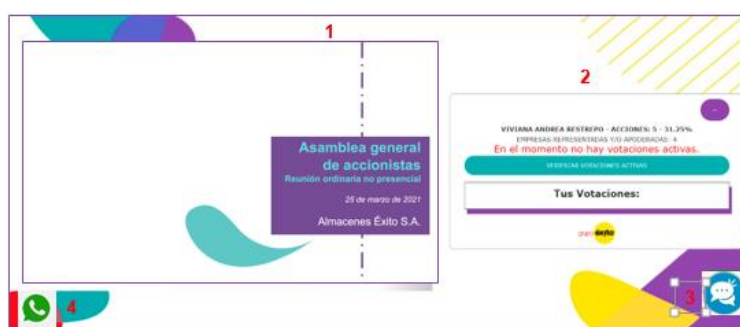 1
Asamblea general
de accionistas
Reunión ordinaria no presencial
25 de marzo de 2021
Almacenes Éxito S.A.
2
VIVIANA ANDREA RESTREPO - ACCIONES: 5 - 31.25%
EMPRESAS REPRESENTADAS Y/O APODERADAS: 4
En el momento no hay votaciones activas.
VERIFICAR VOTACIONES ACTIVAS
Tus Votaciones:
grupo éxito
3
4